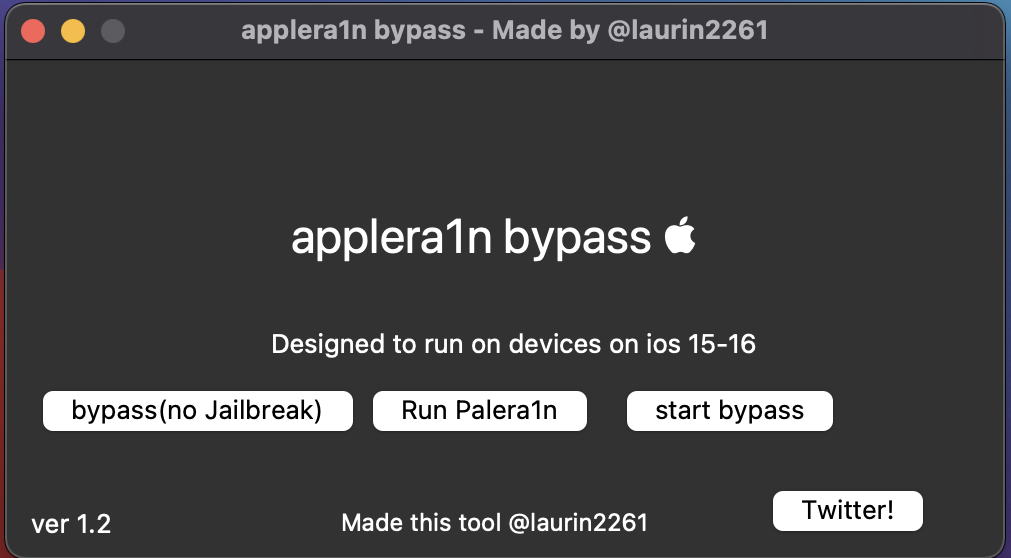 applera1n bypass - Made by @laurin2261
applera1n bypass
Designed to run on devices on ios 15-16
bypass(no Jailbreak) Run Palera1n start bypass
Twitter!
ver 1.2 Made this tool @laurin2261